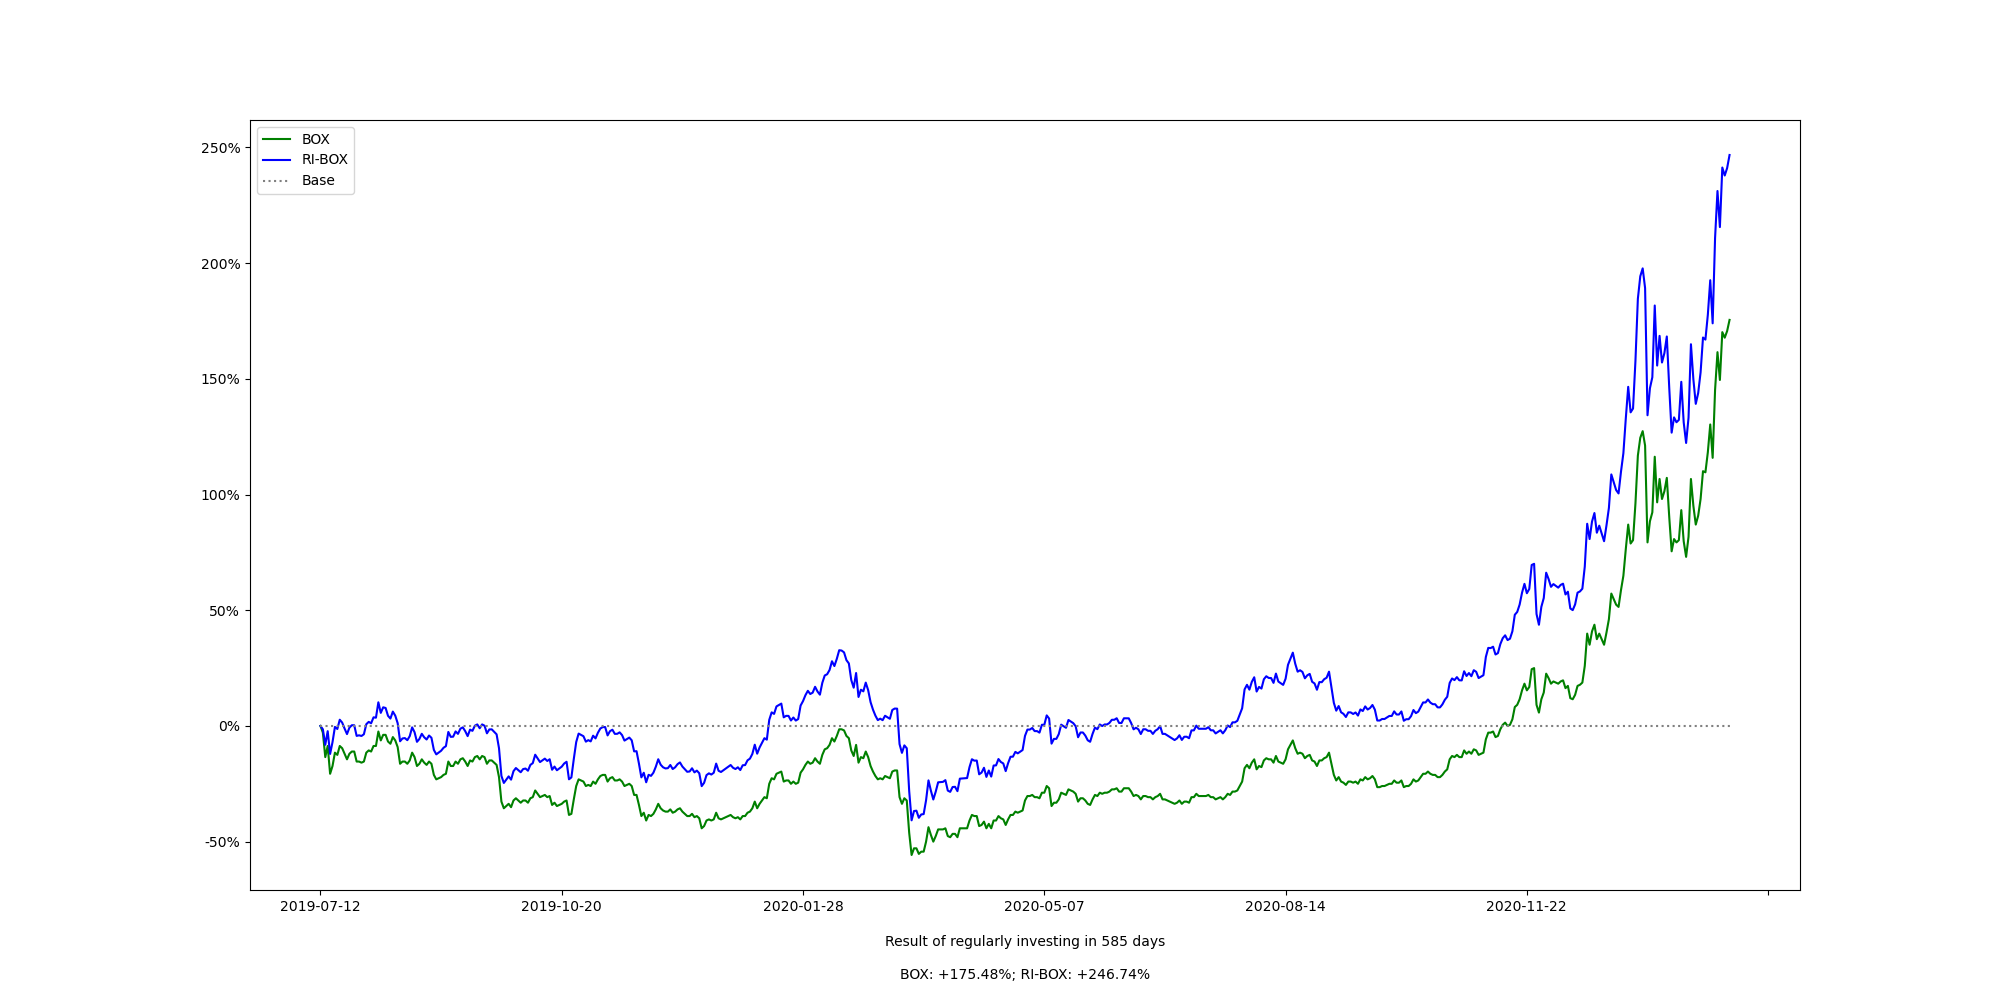 BOX
RI-BOX
Base
250%
200%
150%
100%
50%
0%
-50%
2019-07-12 2019-10-20 2020-01-28 2020-05-07 2020-08-14 2020-11-22
Result of regularly investing in 585 days
BOX: +175.48%; RI-BOX: +246.74%